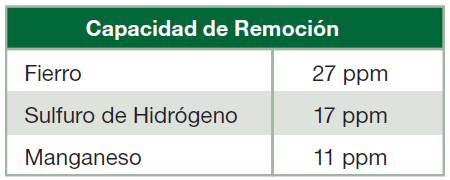 Capacidad de Remoción
Fierro 27 ppm
Sulfuro de Hidrógeno 17 ppm
Manganeso 11 ppm